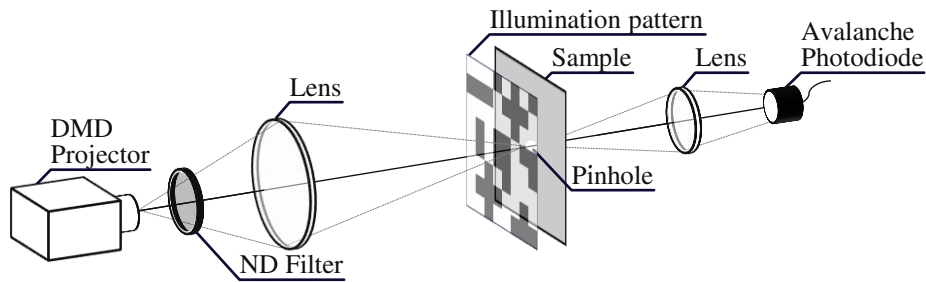 Illumination pattern
Avalanche
Photodiode
Sample
Lens
Lens
DMD
Projector
Pinhole
ND Filter